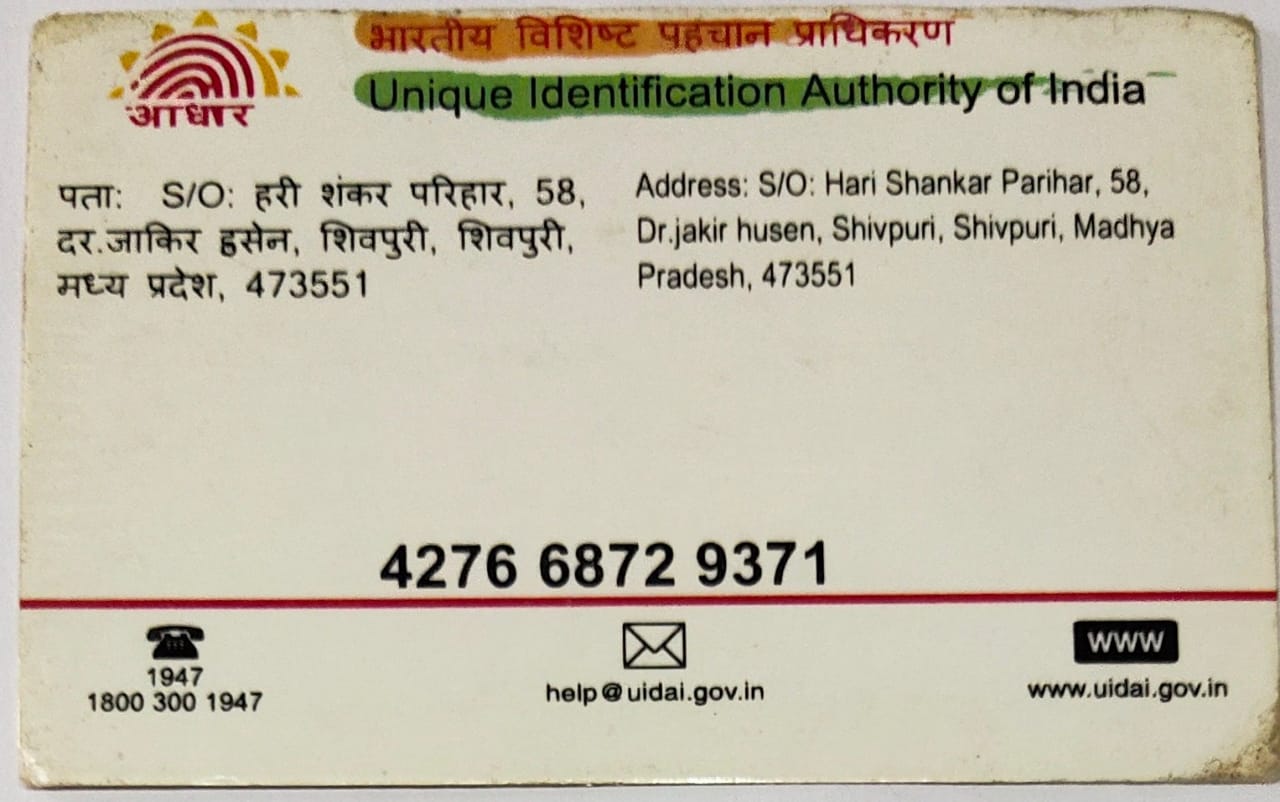 आधार
भारतीय विशिष्ट पहचान प्राधिकरण
Unique Identification Authority of India
पता: S/O: हरी शंकर परिहार, 58,
दर.जाकिर हुसेन, शिवपुरी, शिवपुरी,
मध्य प्रदेश, 473551
Address: S/O: Hari Shankar Parihar, 58,
Dr.jakir husen, Shivpuri, Shivpuri, Madhya
Pradesh, 473551
4276 6872 9371
1947
1800 300 1947
help@uidai.gov.in
www
www.uidai.gov.in